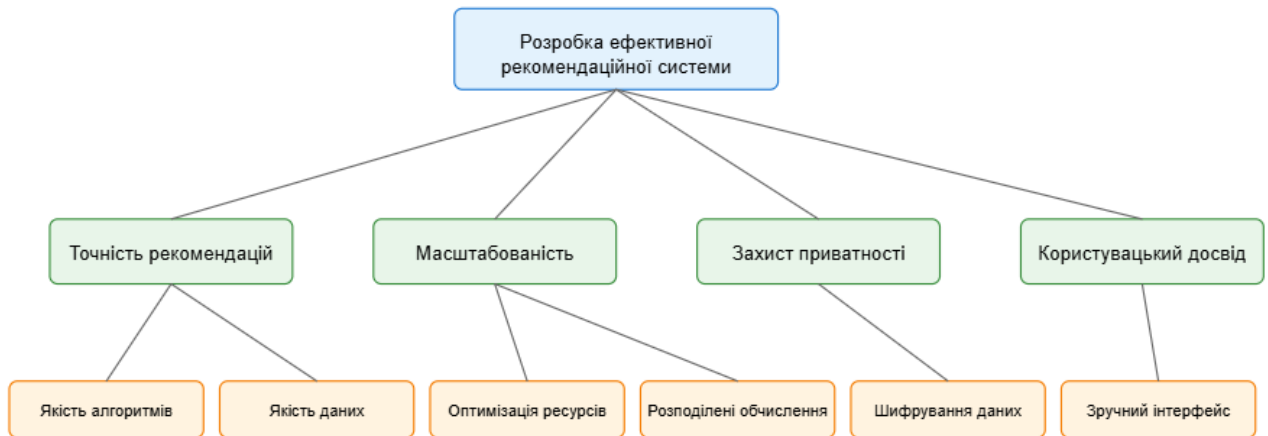 Розробка ефективної
рекомендаційної системи
Точність рекомендацій
Масштабованість
Захист приватності
Користувацький досвід
Якість алгоритмів
Якість даних
Оптимізація ресурсів
Розподілені обчислення
Шифрування даних
Зручний інтерфейс